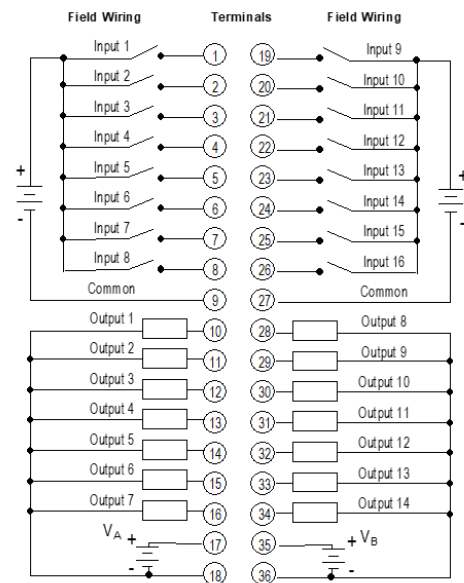 Field Wiring Terminals Field Wiring
Input 1 1 19 Input 9
Input 2 2 20 Input 10
Input 3 3 21 Input 11
Input 4 4 22 Input 12
+ Input 5 5 23 Input 13 +
- Input 6 6 24 Input 14 -
Input 7 7 25 Input 15
Input 8 8 26 Input 16
Common 9 27 Common
Output 1 10 28 Output 8
Output 2 11 29 Output 9
Output 3 12 30 Output 10
Output 4 13 31 Output 11
Output 5 14 32 Output 12
Output 6 15 33 Output 13
Output 7 16 34 Output 14
VA + 17 35 + VB
- 18 36 -